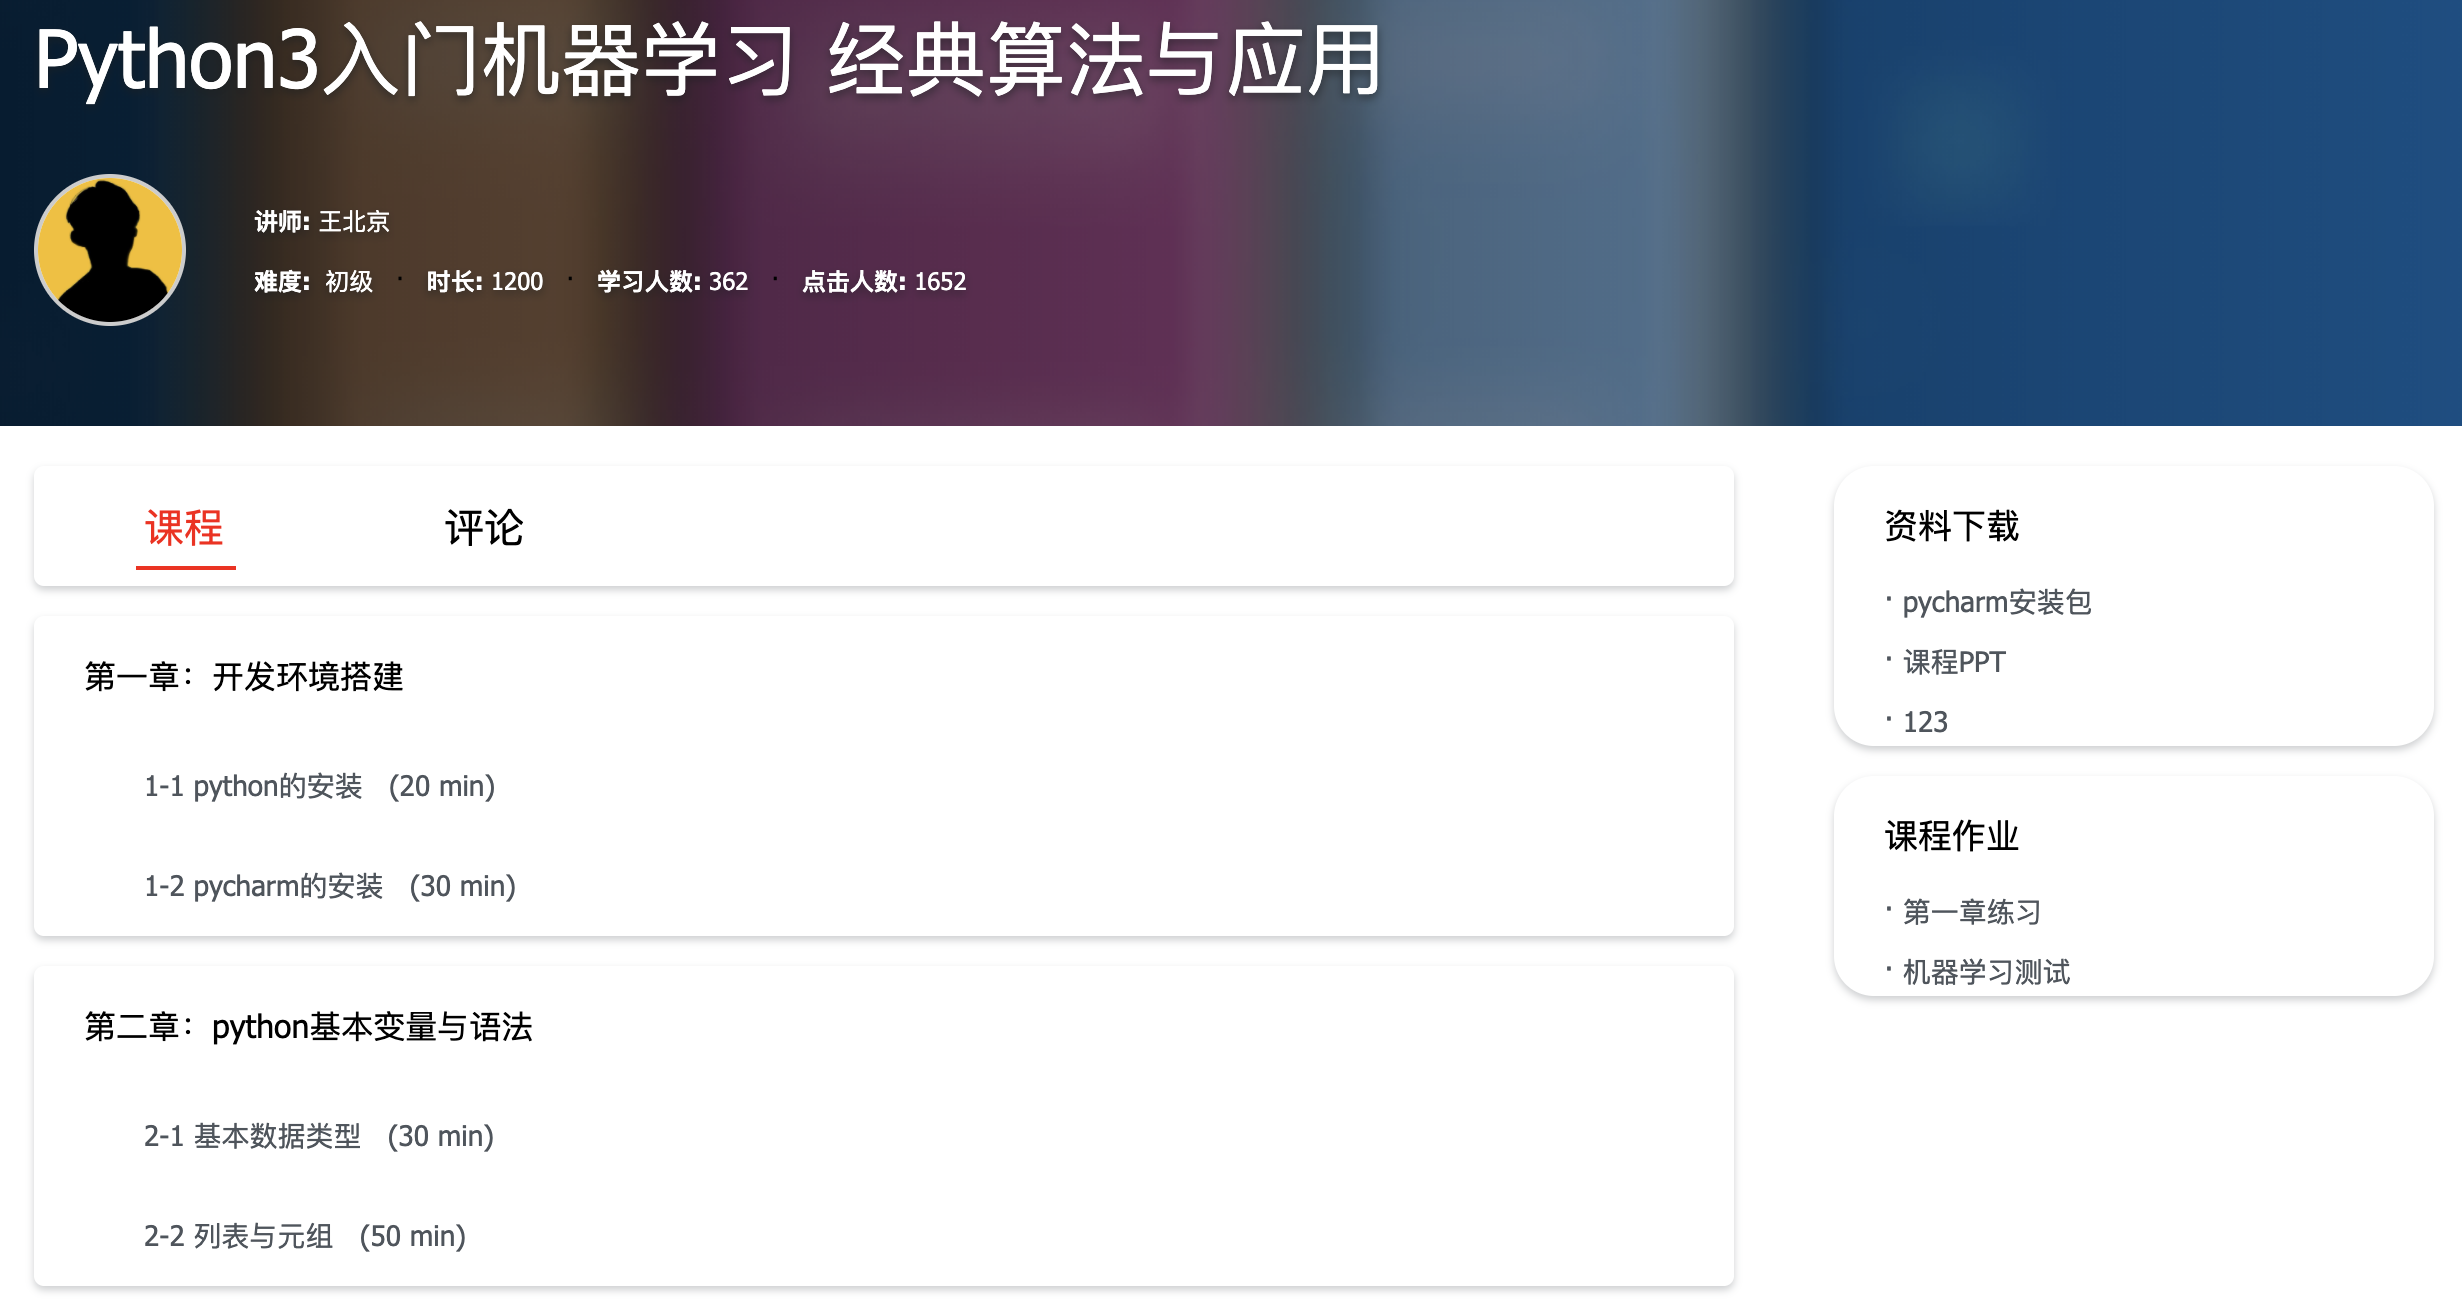 Python3入门机器学习 经典算法与应用
讲师: 王北京
难度: 初级 · 时长: 1200 · 学习人数: 362 · 点击人数: 1652
课程 评论
第一章：开发环境搭建
1-1 python的安装 (20 min)
1-2 pycharm的安装 (30 min)
第二章：python基本变量与语法
2-1 基本数据类型 (30 min)
2-2 列表与元组 (50 min)
资料下载
· pycharm安装包
· 课程PPT
· 123
课程作业
· 第一章练习
· 机器学习测试